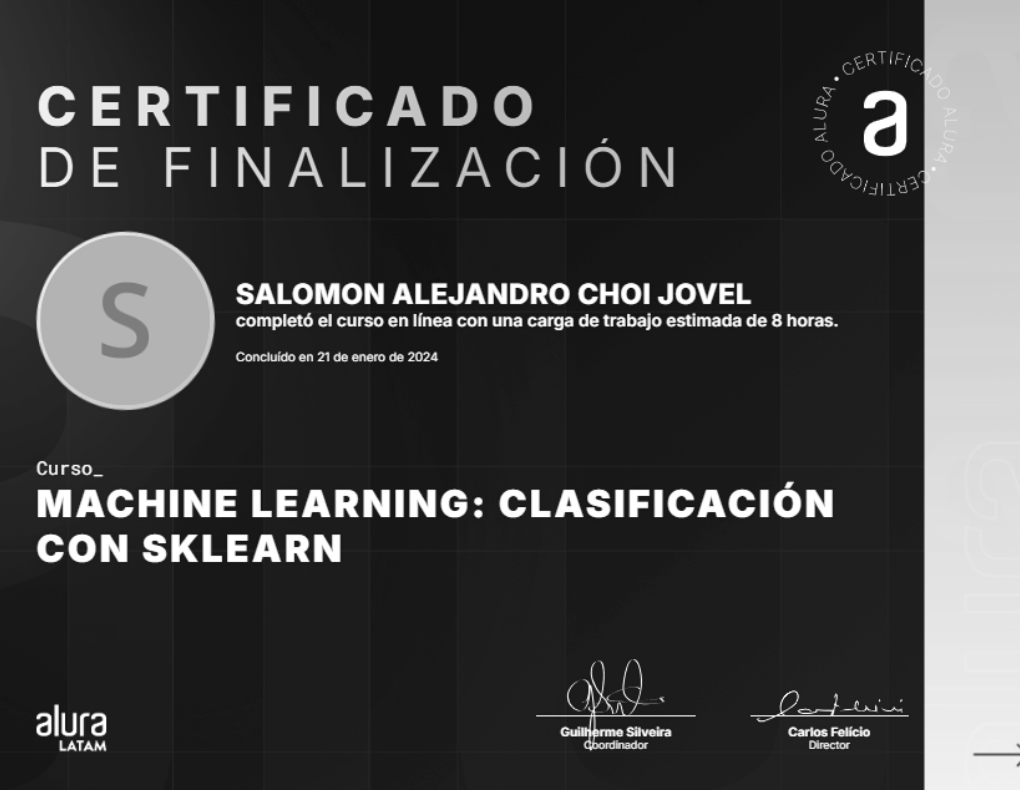 CERTIFICADO
DE FINALIZACIÓN
CERTIFICADO ALURA • CERTIFICADO ALURA •
a
S
SALOMON ALEJANDRO CHOI JOVEL
completó el curso en línea con una carga de trabajo estimada de 8 horas.
Concluído en 21 de enero de 2024
Curso_
MACHINE LEARNING: CLASIFICACIÓN
CON SKLEARN
alura
LATAM
Guilherme Silveira
Coordinador
Carlos Felício
Director